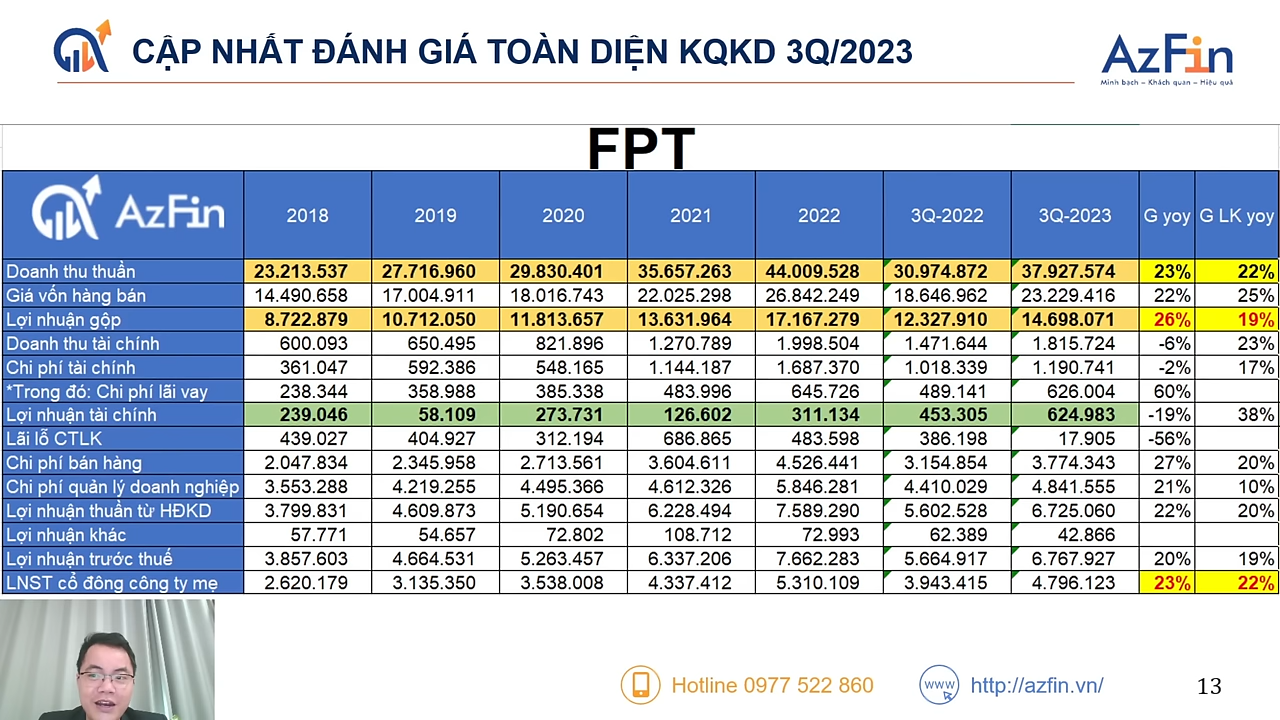 CẬP NHẤT ĐÁNH GIÁ TOÀN DIỆN KQKD 3Q/2023
AzFin
Minh bạch – Khách quan – Hiệu quả
FPT
AzFin 2018 2019 2020 2021 2022 3Q-2022 3Q-2023 G yoy G LK yoy
Doanh thu thuần 23.213.537 27.716.960 29.830.401 35.657.263 44.009.528 30.974.872 37.927.574 23% 22%
Giá vốn hàng bán 14.490.658 17.004.911 18.016.743 22.025.298 26.842.249 18.646.962 23.229.416 22% 25%
Lợi nhuận gộp 8.722.879 10.712.050 11.813.657 13.631.964 17.167.279 12.327.910 14.698.071 26% 19%
Doanh thu tài chính 600.093 650.495 821.896 1.270.789 1.998.504 1.471.644 1.815.724 -6% 23%
Chi phí tài chính 361.047 592.386 548.165 1.144.187 1.687.370 1.018.339 1.190.741 -2% 17%
*Trong đó: Chi phí lãi vay 238.344 358.988 385.338 483.996 645.726 489.141 626.004 60%
Lợi nhuận tài chính 239.046 58.109 273.731 126.602 311.134 453.305 624.983 -19% 38%
Lãi lỗ CTLK 439.027 404.927 312.194 686.865 483.598 386.198 17.905 -56%
Chi phí bán hàng 2.047.834 2.345.958 2.713.561 3.604.611 4.526.441 3.154.854 3.774.343 27% 20%
Chi phí quản lý doanh nghiệp 3.553.288 4.219.255 4.495.366 4.612.326 5.846.281 4.410.029 4.841.555 21% 10%
Lợi nhuận thuần từ HĐKD 3.799.831 4.609.873 5.190.654 6.228.494 7.589.290 5.602.528 6.725.060 22% 20%
Lợi nhuận khác 57.771 54.657 72.802 108.712 72.993 62.389 42.866
Lợi nhuận trước thuế 3.857.603 4.664.531 5.263.457 6.337.206 7.662.283 5.664.917 6.767.927 20% 19%
LNST cổ đông công ty mẹ 2.620.179 3.135.350 3.538.008 4.337.412 5.310.109 3.943.415 4.796.123 23% 22%
Hotline 0977 522 860
www
http://azfin.vn/
13